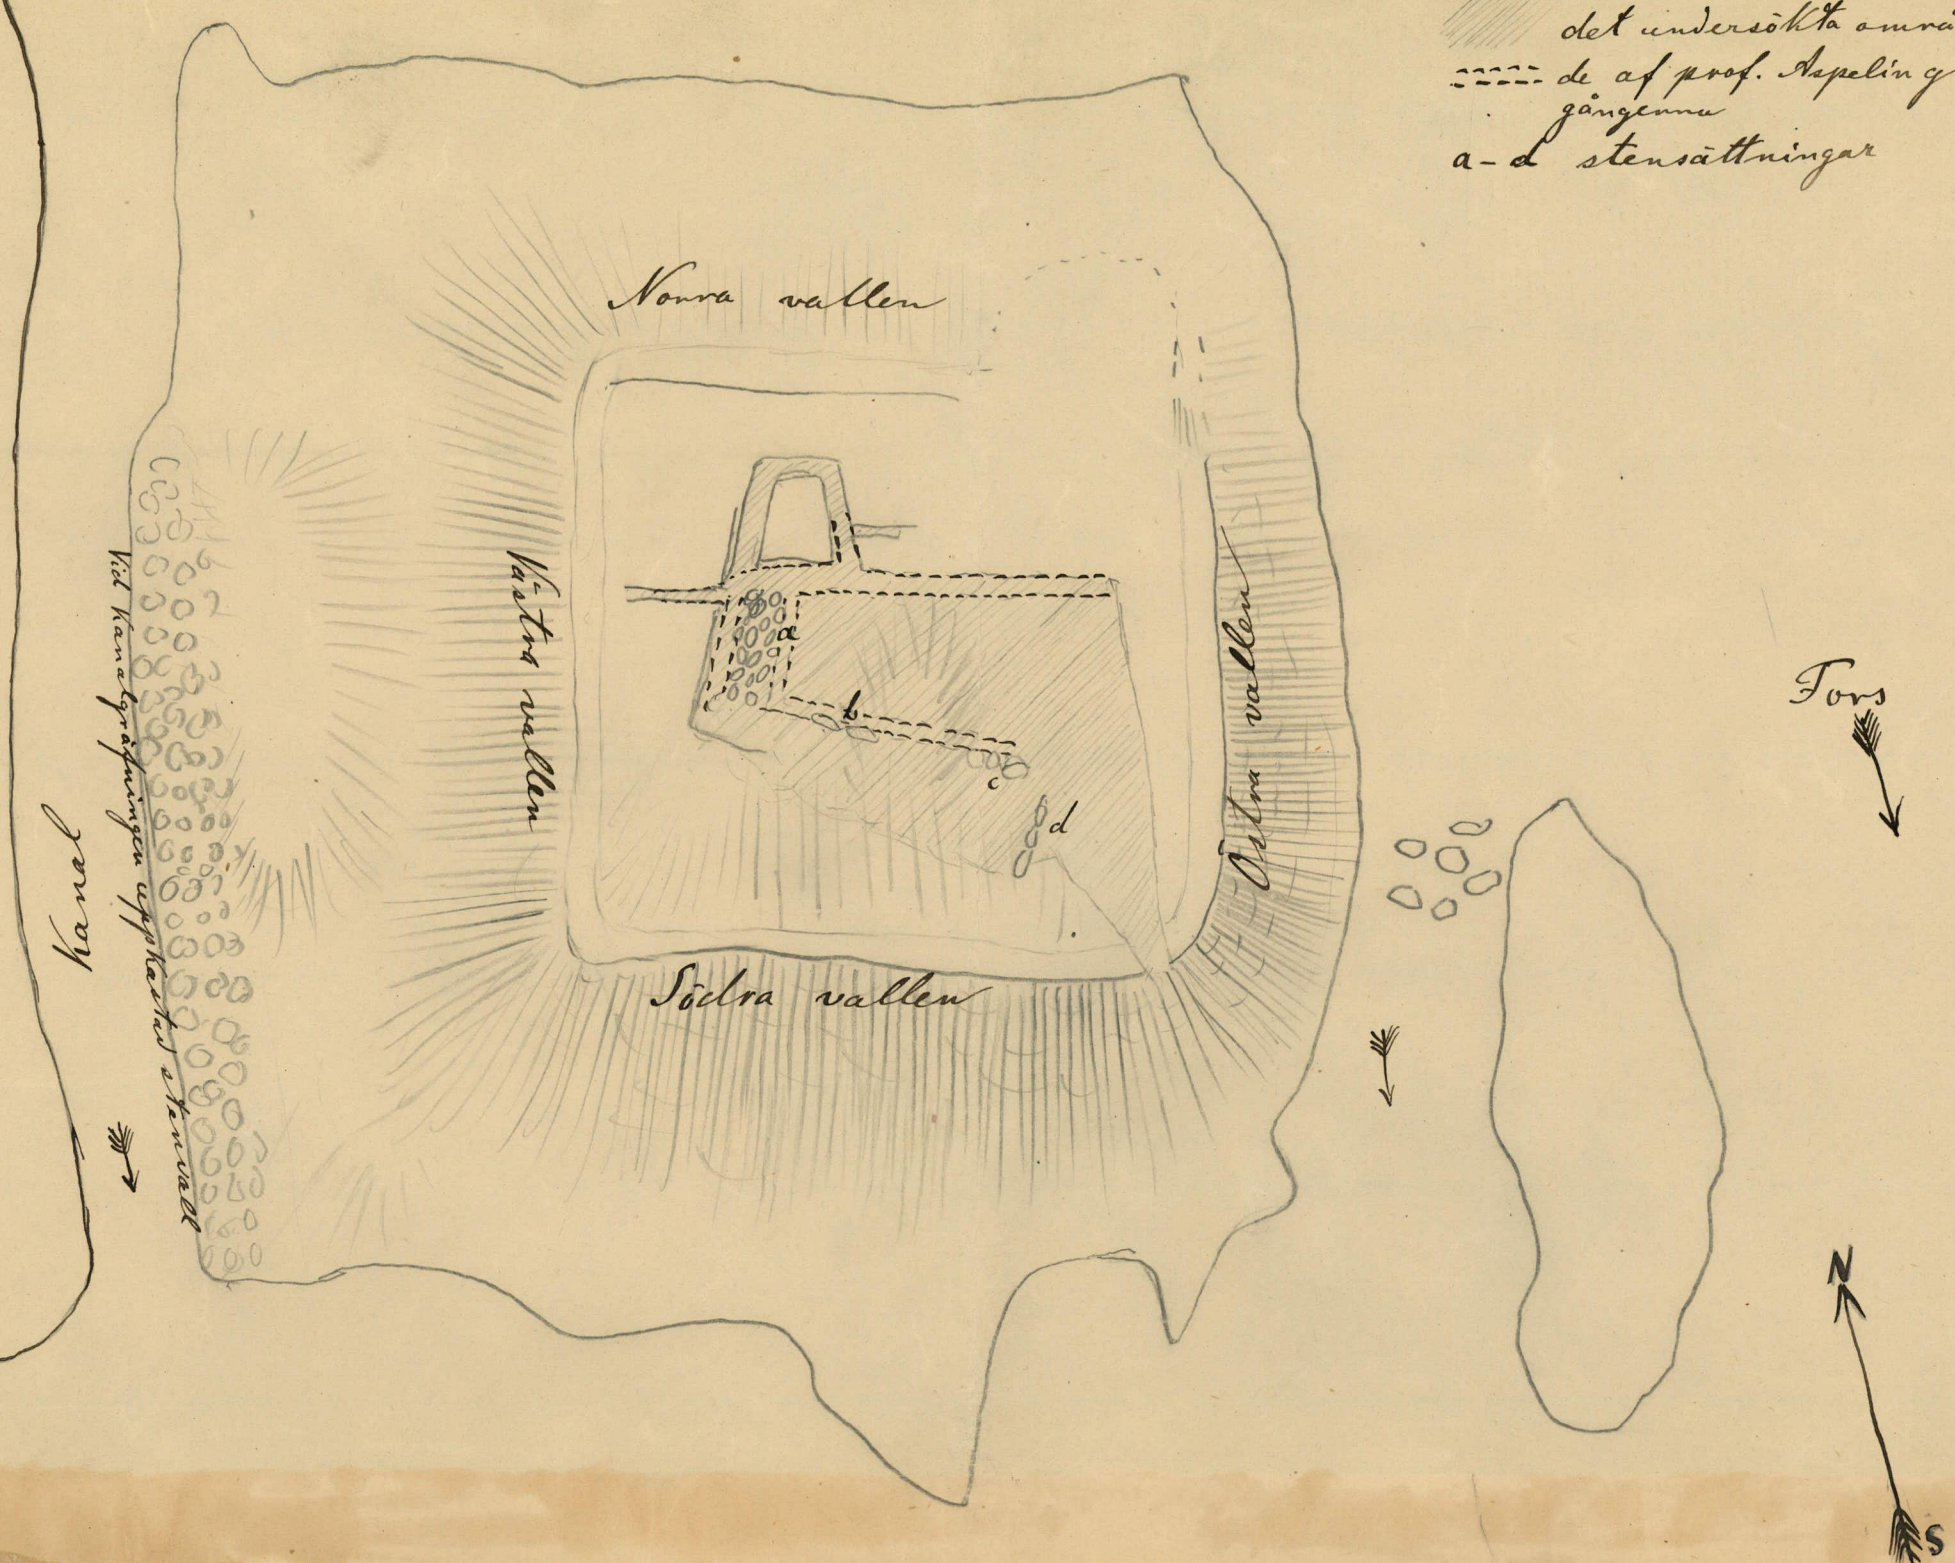 det undersökta områ
de af prof. Aspelin g
gångerna
a-d stensättningar
Norra vallen
Västra vallen
Östra vallen
Södra vallen
a
b
c
d
Kanal
Vid kanalgräfningen uppkastad stenvall
Fors
N
S